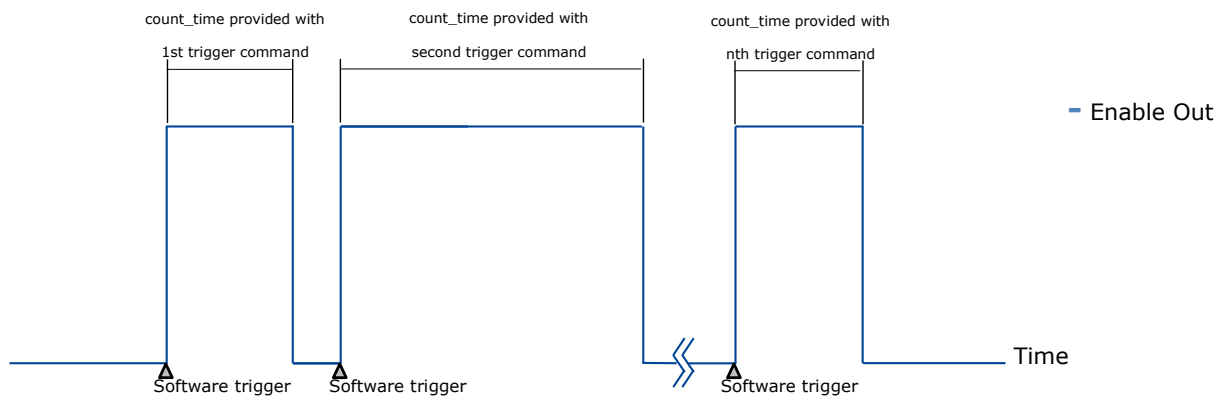 count_time provided with
1st trigger command
count_time provided with
second trigger command
count_time provided with
nth trigger command
Enable Out
Time
Software trigger
Software trigger
Software trigger